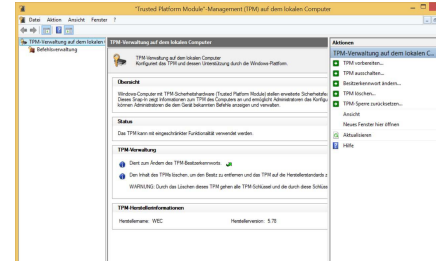 "Trusted Platform Module"-Management (TPM) auf dem lokalen Computer
Datei Aktion Ansicht Fenster ?
TPM-Verwaltung auf dem lokalen
Befehlsverwaltung
TPM-Verwaltung auf dem lokalen Computer
TPM-Verwaltung auf dem lokalen Computer
Konfiguriert das TPM und dessen Unterstützung durch die Windows-Plattform.
Übersicht
Windows-Computer mit TPM-Sicherheitshardware (Trusted Platform Module) stellen erweiterte Sicherheitsfe
Dieses Snap-In zeigt Informationen zum TPM des Computers an und ermöglicht Administratoren das Konfigu
können Administratoren die dem Gerät bekannten Befehle anzeigen und verwalten.
Status
Das TPM kann mit eingeschränkter Funktionalität verwendet werden.
TPM-Verwaltung
Dient zum Ändern des TPM-Besitzerkennworts.
Den Inhalt des TPMs löschen, um den Besitz zu entfernen und das TPM auf die Herstellerstandards z
WARNUNG: Durch das Löschen dieses TPM gehen alle TPM-Schlüssel und die durch diese Schlüsse
TPM-Herstellerinformationen
Herstellername: WEC Herstellerversion: 5.78
Aktionen
TPM-Verwaltung auf dem lokalen C...
TPM vorbereiten...
TPM ausschalten...
Besitzerkennwort ändern...
TPM löschen...
TPM-Sperre zurücksetzen...
Ansicht
Neues Fenster hier öffnen
Aktualisieren
Hilfe